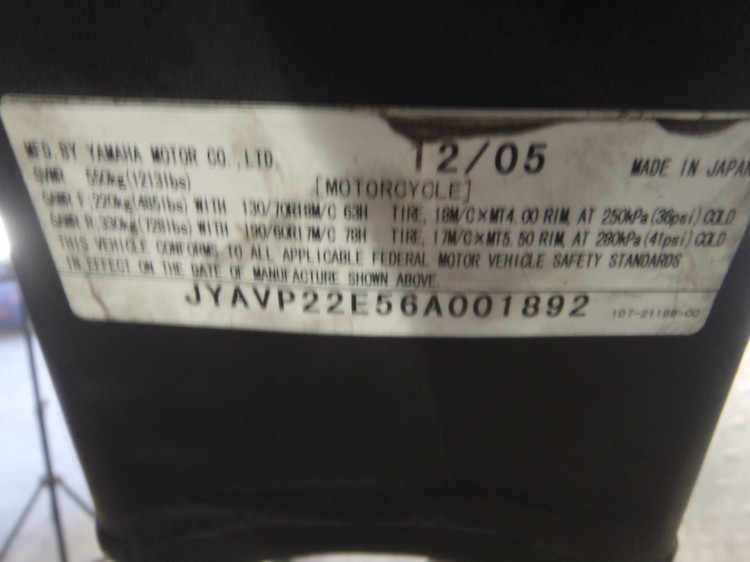 MFD.BY YAMAHA MOTOR CO.,LTD. 12/05 MADE IN JAPAN
GVWR 550kg(1213lbs) [MOTORCYCLE]
GAWR F:220kg(485lbs) WITH 130/70R18M/C 63H TIRE, 18M/C×MT4.00 RIM, AT 250kPa(36psi) COLD
GAWR R:330kg(728lbs) WITH 190/60R17M/C 78H TIRE, 17M/C×MT5.50 RIM, AT 280kPa(41psi) COLD
THIS VEHICLE CONFORMS TO ALL APPLICABLE FEDERAL MOTOR VEHICLE SAFETY STANDARDS
IN EFFECT ON THE DATE OF MANUFACTURE SHOWN ABOVE.
JYAVP22E56A001892 1D7-21186-00